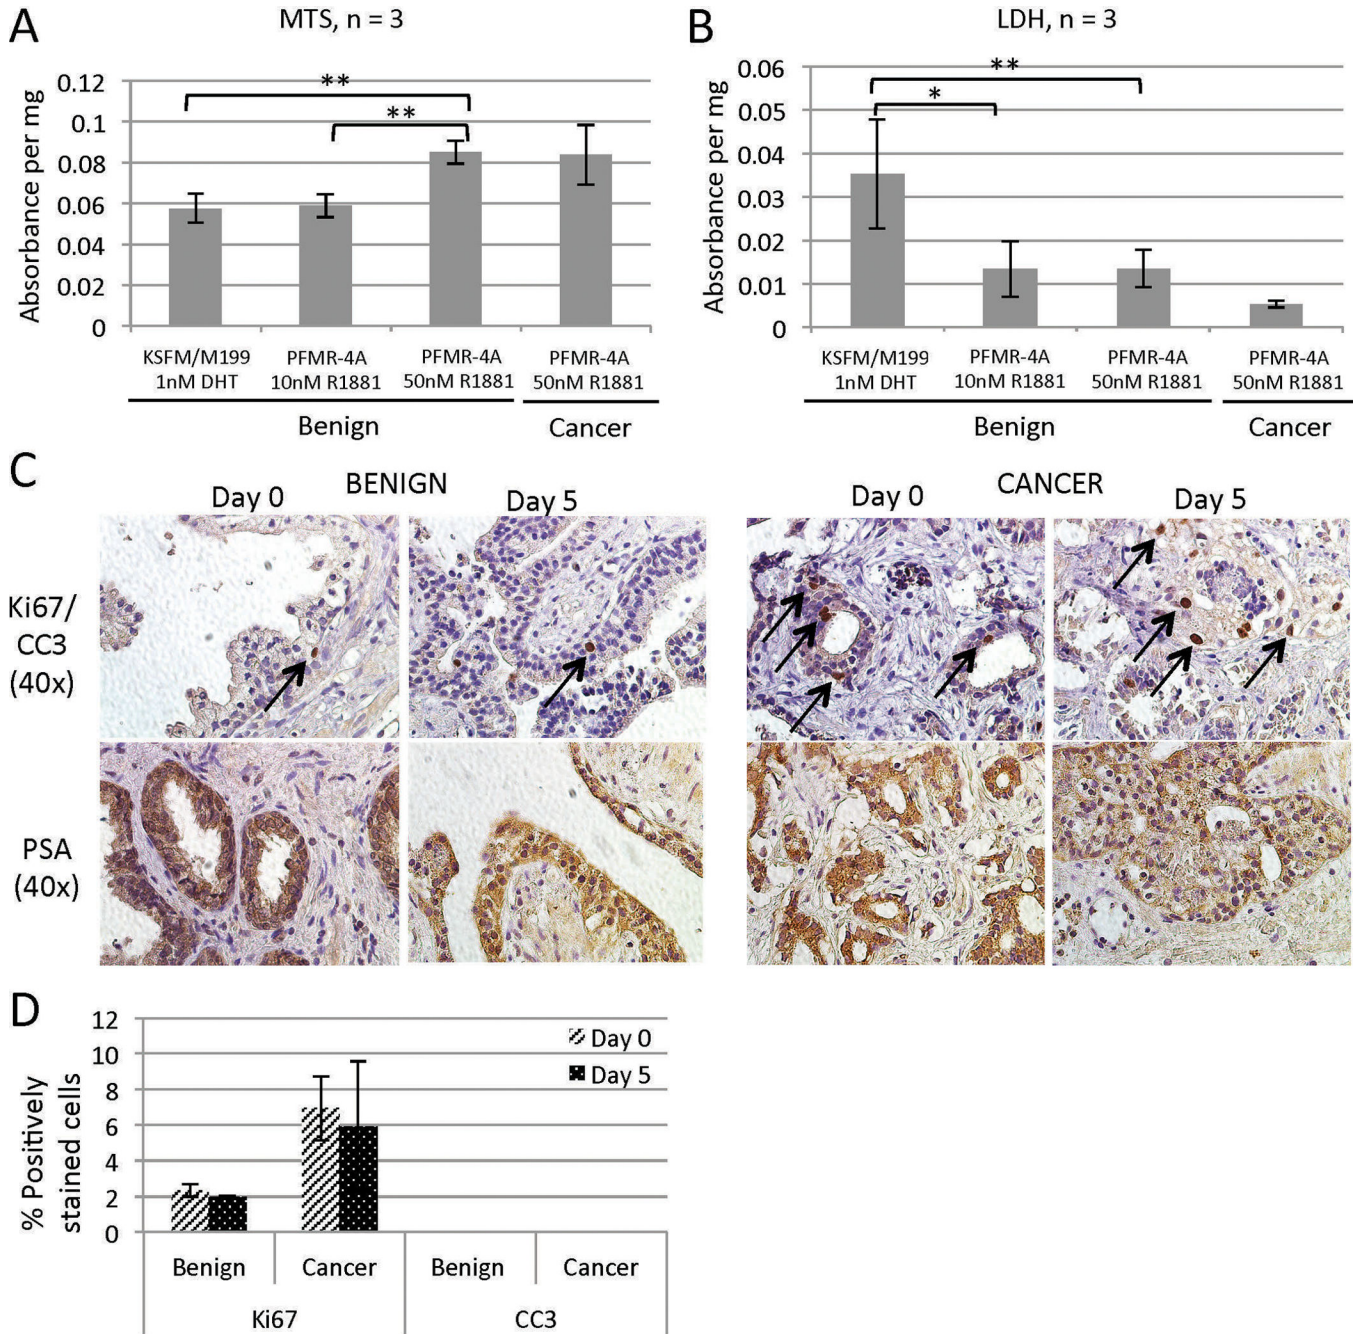 A
MTS, n = 3
Absorbance per mg
0.12
0.1
0.08
0.06
0.04
0.02
0
**
**
KSFM/M199
1nM DHT
PFMR-4A
10nM R1881
PFMR-4A
50nM R1881
PFMR-4A
50nM R1881
Benign
Cancer
B
LDH, n = 3
Absorbance per mg
0.06
0.05
0.04
0.03
0.02
0.01
0
**
*
KSFM/M199
1nM DHT
PFMR-4A
10nM R1881
PFMR-4A
50nM R1881
PFMR-4A
50nM R1881
Benign
Cancer
C
BENIGN
Day 0
Day 5
CANCER
Day 0
Day 5
Ki67/
CC3
(40x)
PSA
(40x)
D
% Positively
stained cells
12
10
8
6
4
2
0
Day 0
Day 5
Benign
Cancer
Benign
Cancer
Ki67
CC3